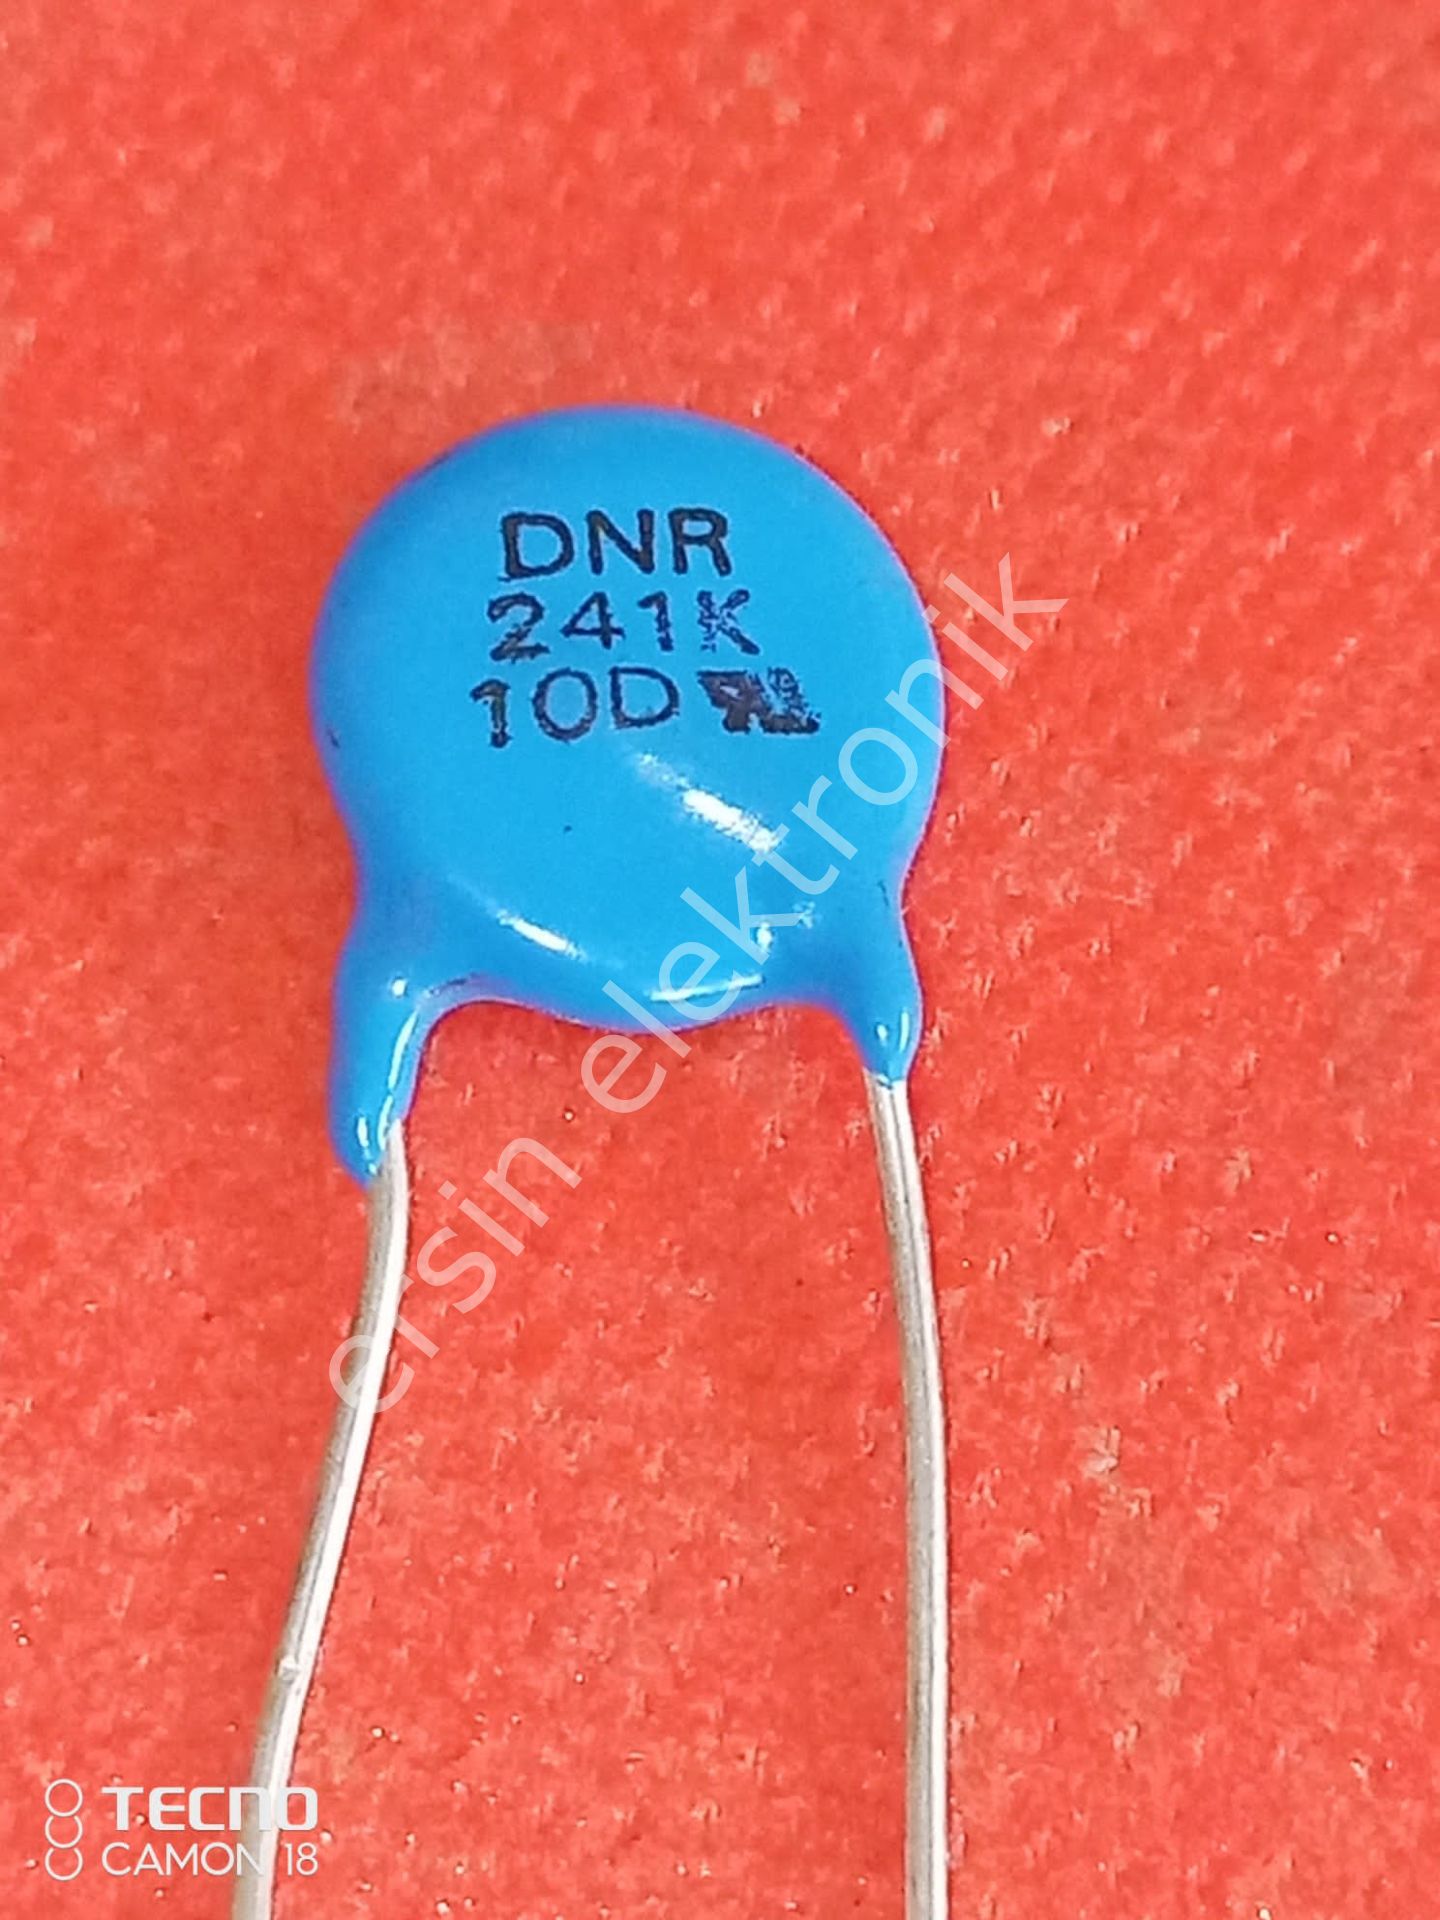 DNR
241K
10D
ersin elektronik
TECNO
CAMON 18